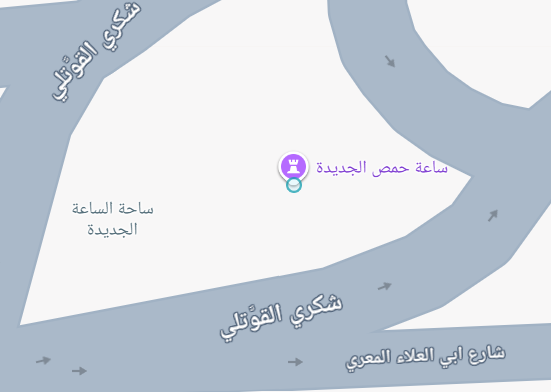 شكري القوَّتلي
ساعة حمص الجديدة
ساحة الساعة
الجديدة
شكري القوَّتلي
شارع ابي العلاء المعري